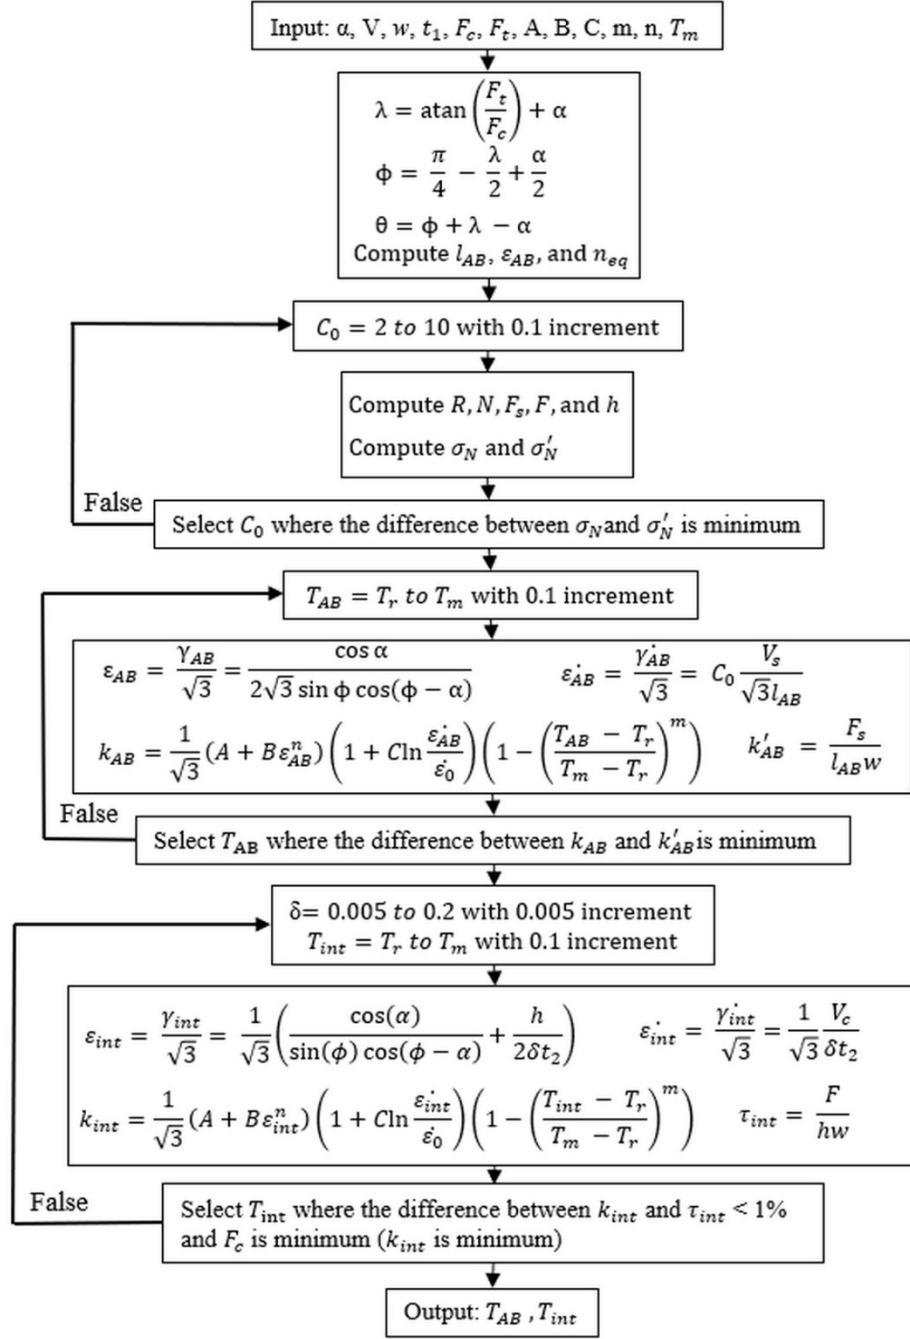 Input: α, V, w, t₁, F_c, F_t, A, B, C, m, n, T_m
λ = atan(F_t/F_c) + α
ϕ = π/4 − λ/2 + α/2
θ = ϕ + λ − α
Compute l_AB, ε_AB, and n_eq
C₀ = 2 to 10 with 0.1 increment
Compute R, N, F_s, F, and h
Compute σ_N and σ′_N
False
Select C₀ where the difference between σ_N and σ′_N is minimum
T_AB = T_r to T_m with 0.1 increment
ε_AB = γ_AB/√3 = cos α/(2√3 sin ϕ cos(ϕ − α)) ε̇_AB = γ̇_AB/√3 = C₀ V_s/(√3l_AB)
k_AB = 1/√3 (A + Bε_AB^n)(1 + Cln ε̇_AB/ε̇₀)(1 − ((T_AB − T_r)/(T_m − T_r))^m) k′_AB = F_s/(l_AB w)
False
Select T_AB where the difference between k_AB and k′_AB is minimum
δ= 0.005 to 0.2 with 0.005 increment
T_int = T_r to T_m with 0.1 increment
ε_int = γ_int/√3 = 1/√3 (cos(α)/(sin(ϕ) cos(ϕ − α)) + h/(2δt₂)) ε̇_int = γ̇_int/√3 = 1/√3 V_c/(δt₂)
k_int = 1/√3 (A + Bε_int^n)(1 + Cln ε̇_int/ε̇₀)(1 − ((T_int − T_r)/(T_m − T_r))^m) τ_int = F/(hw)
False
Select T_int where the difference between k_int and τ_int < 1%
and F_c is minimum (k_int is minimum)
Output: T_AB , T_int